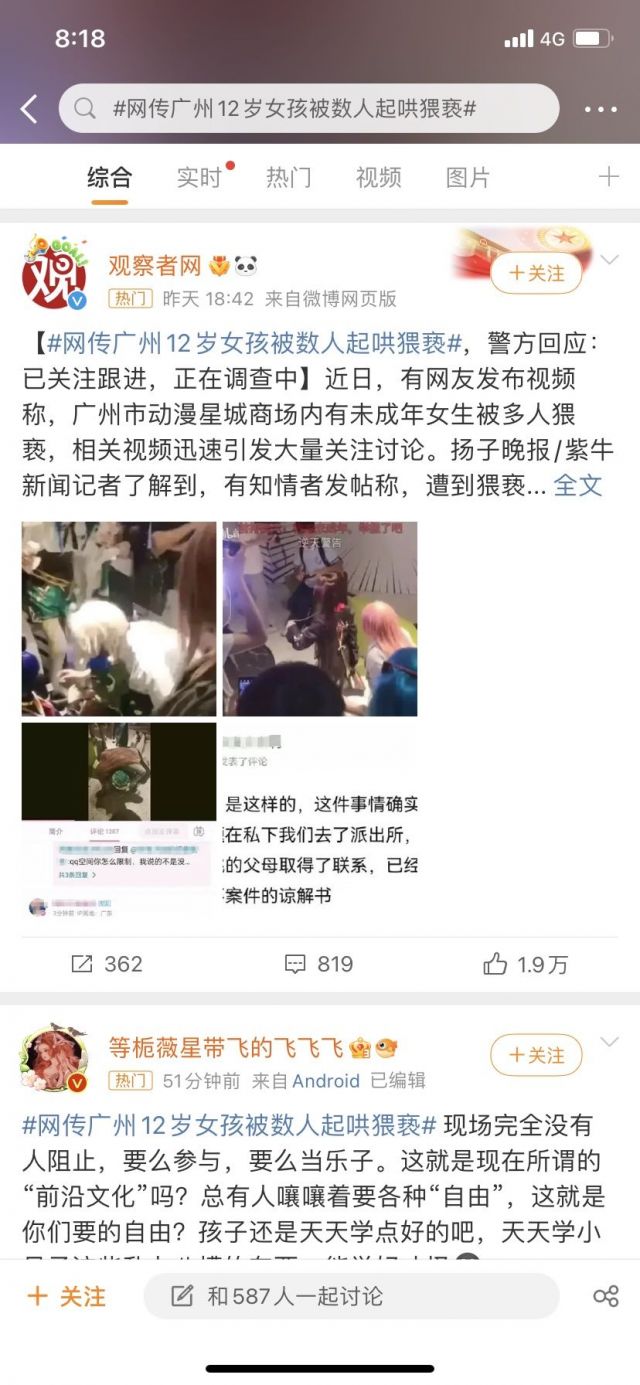 8:18
4G
#网传广州12岁女孩被数人起哄猥亵#
综合
实时
热门
视频
图片
观
观察者网
+关注
热门 昨天 18:42 来自微博网页版
【#网传广州12岁女孩被数人起哄猥亵#，警方回应：
已关注跟进，正在调查中】近日，有网友发布视频
称，广州市动漫星城商场内有未成年女生被多人猥
亵，相关视频迅速引发大量关注讨论。扬子晚报/紫牛
新闻记者了解到，有知情者发帖称，遭到猥亵... 全文
逆天警告
发表了评论
是这样的，这件事情确实
在私下我们去了派出所，
的父母取得了联系，已经
案件的谅解书
简介
评论 1267
回复
qq空间你怎么限制，我说的不是没...
共3条回复
3分钟前 IP属地：广东
362
819
1.9万
等栀薇星带飞的飞飞飞
+关注
热门 51分钟前 来自Android 已编辑
#网传广州12岁女孩被数人起哄猥亵# 现场完全没有
人阻止，要么参与，要么当乐子。这就是现在所谓的
“前沿文化”吗？总有人嚷嚷着要各种“自由”，这就是
你们要的自由？孩子还是天天学点好的吧，天天学小
+ 关注
和587人一起讨论